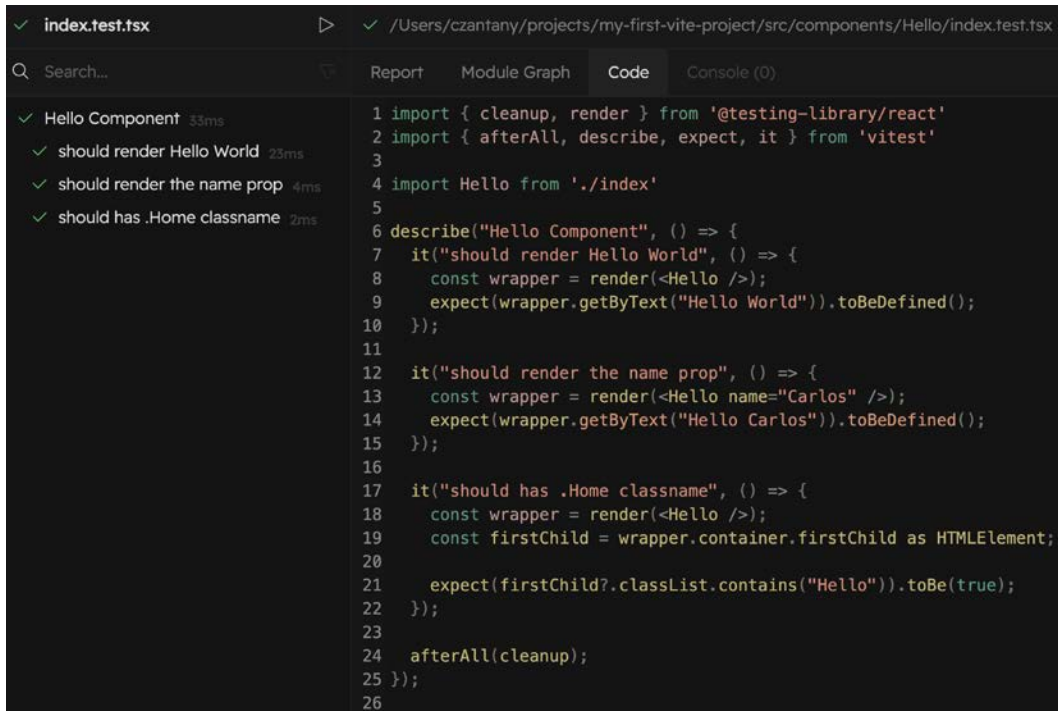 index.test.tsx
/Users/czantany/projects/my-first-vite-project/src/components/Hello/index.test.tsx
Search...
Report Module Graph Code Console (0)
Hello Component 33ms
should render Hello World 23ms
should render the name prop 4ms
should has .Home classname 2ms
1 import { cleanup, render } from '@testing-library/react'
2 import { afterAll, describe, expect, it } from 'vitest'
3
4 import Hello from './index'
5
6 describe("Hello Component", () => {
7   it("should render Hello World", () => {
8     const wrapper = render(<Hello />);
9     expect(wrapper.getByText("Hello World")).toBeDefined();
10   });
11
12   it("should render the name prop", () => {
13     const wrapper = render(<Hello name="Carlos" />);
14     expect(wrapper.getByText("Hello Carlos")).toBeDefined();
15   });
16
17   it("should has .Home classname", () => {
18     const wrapper = render(<Hello />);
19     const firstChild = wrapper.container.firstChild as HTMLElement;
20
21     expect(firstChild?.classList.contains("Hello")).toBe(true);
22   });
23
24   afterAll(cleanup);
25 });
26